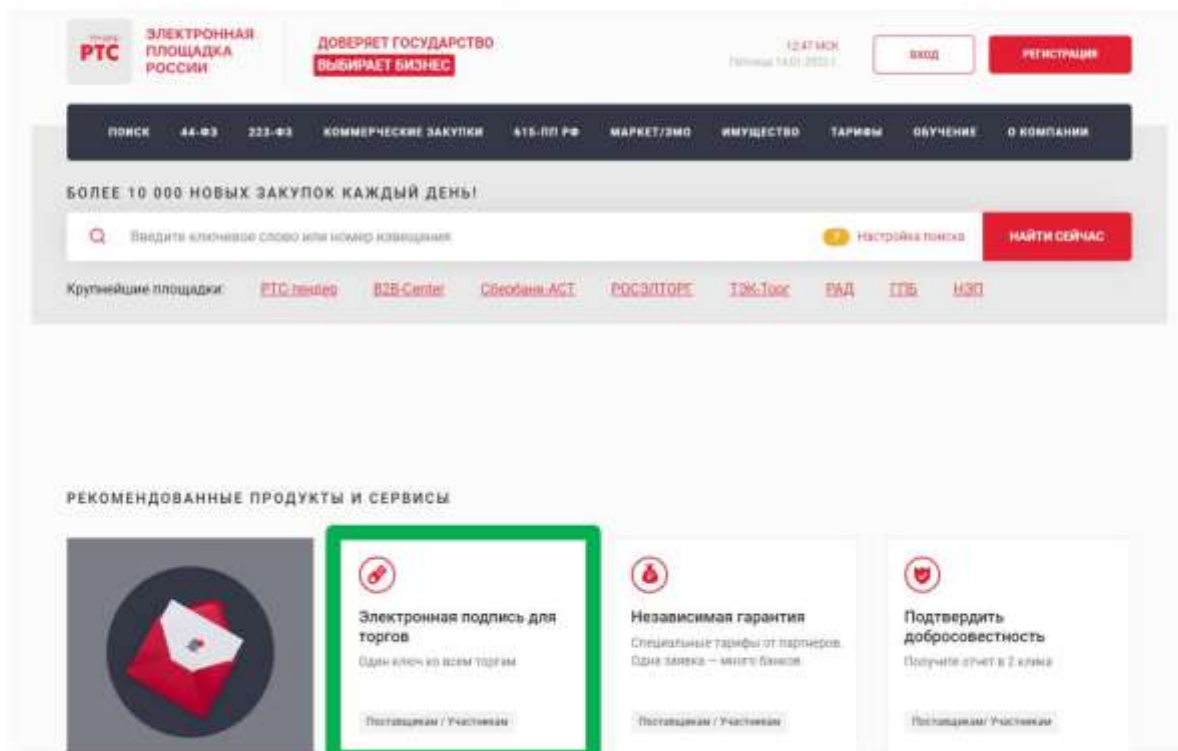 РТС
ЭЛЕКТРОННАЯ
ПЛОЩАДКА
РОССИИ
ДОВЕРЯЕТ ГОСУДАРСТВО
ВЫБИРАЕТ БИЗНЕС
12:47 МСК
ВХОД
РЕГИСТРАЦИЯ
ПОИСК 44-ФЗ 223-ФЗ КОММЕРЧЕСКИЕ ЗАКУПКИ 615-ПП РФ МАРКЕТ/ЗМО ИМУЩЕСТВО ТАРИФЫ ОБУЧЕНИЕ О КОМПАНИИ
БОЛЕЕ 10 000 НОВЫХ ЗАКУПОК КАЖДЫЙ ДЕНЬ!
Введите ключевое слово или номер извещения
Настройка поиска
НАЙТИ СЕЙЧАС
Крупнейшие площадки: РТС-тендер B2B-Center Сбербанк-АСТ РОСЭЛТОРГ ТЭК-Торг РАД ГПБ НЭП
РЕКОМЕНДОВАННЫЕ ПРОДУКТЫ И СЕРВИСЫ
Электронная подпись для
торгов
Один ключ ко всем торгам
Поставщикам / Участникам
Независимая гарантия
Специальные тарифы от партнеров.
Одна заявка — много банков
Поставщикам / Участникам
Подтвердить
добросовестность
Получите отчет в 2 клика
Поставщикам/ Участникам